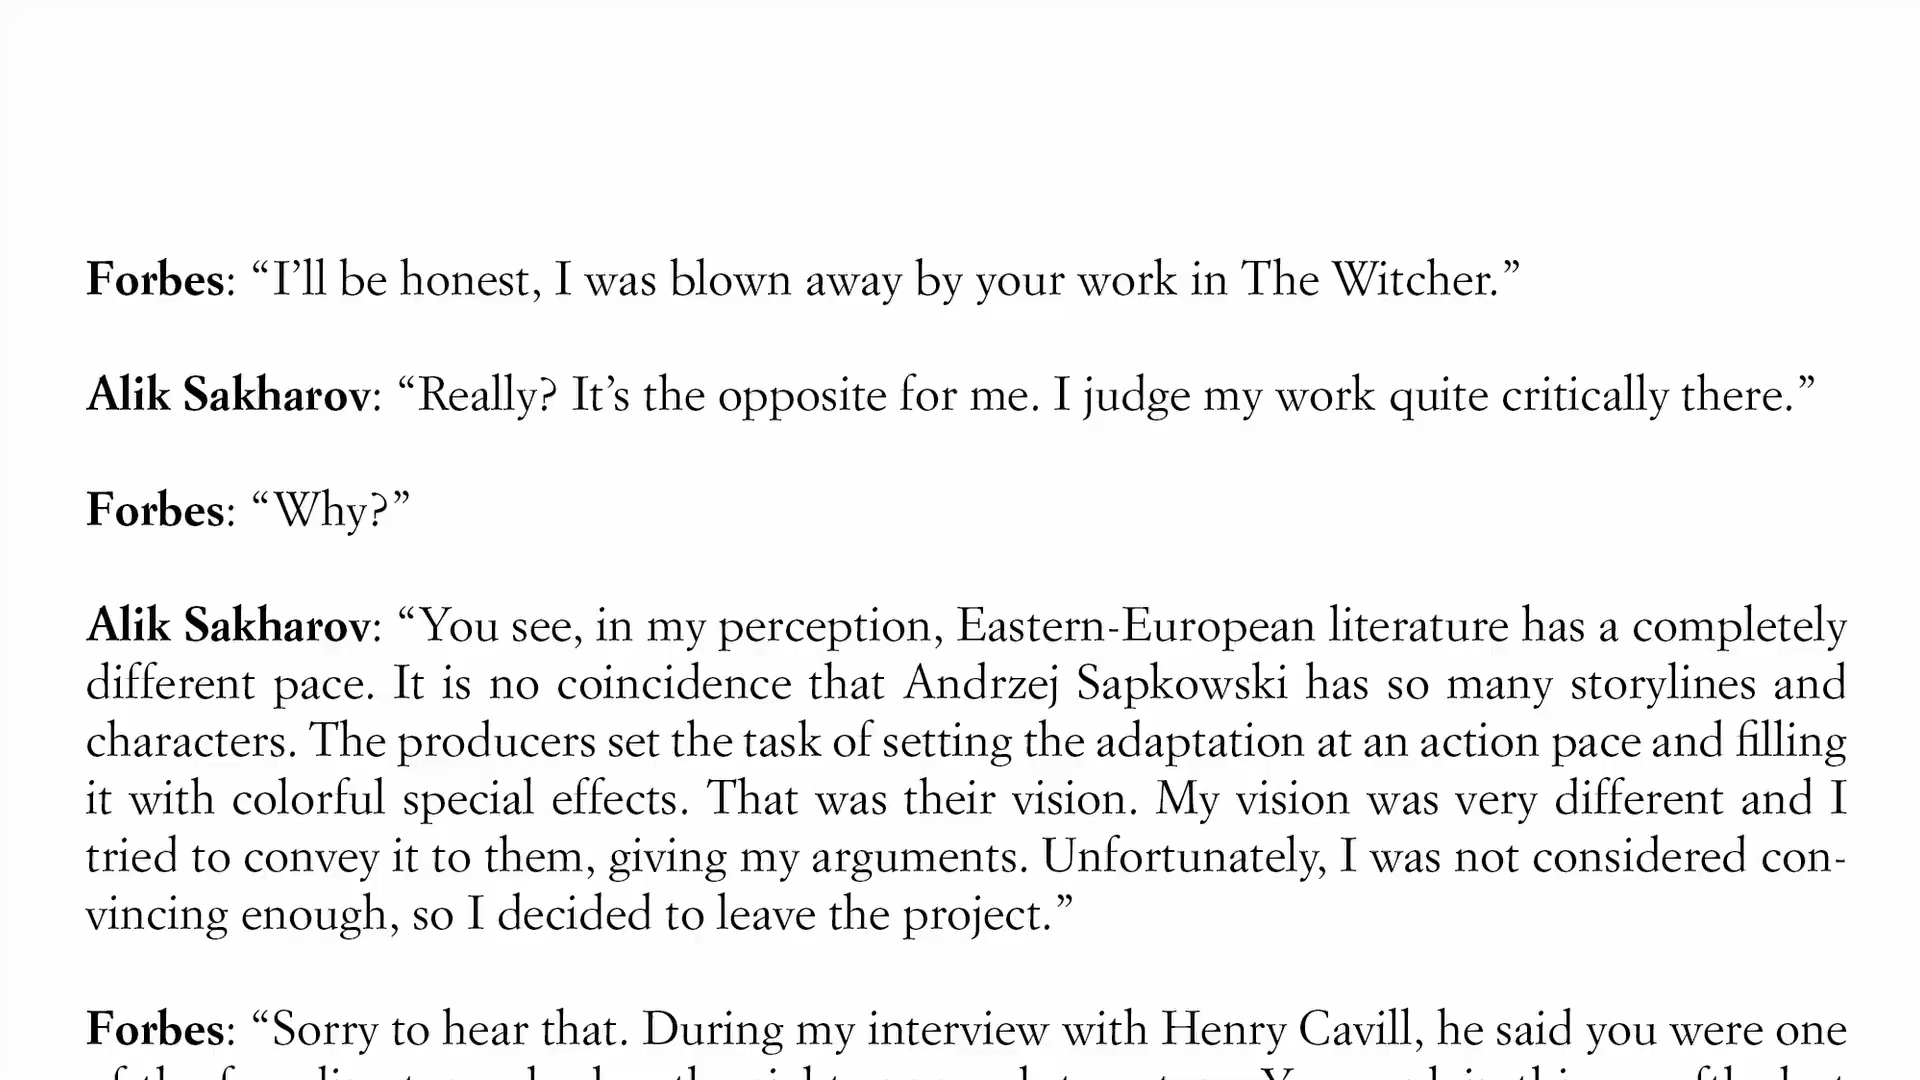 Forbes: “I’ll be honest, I was blown away by your work in The Witcher.”
Alik Sakharov: “Really? It’s the opposite for me. I judge my work quite critically there.”
Forbes: “Why?”
Alik Sakharov: “You see, in my perception, Eastern-European literature has a completely
different pace. It is no coincidence that Andrzej Sapkowski has so many storylines and
characters. The producers set the task of setting the adaptation at an action pace and filling
it with colorful special effects. That was their vision. My vision was very different and I
tried to convey it to them, giving my arguments. Unfortunately, I was not considered con-
vincing enough, so I decided to leave the project.”
Forbes: “Sorry to hear that. During my interview with Henry Cavill, he said you were one